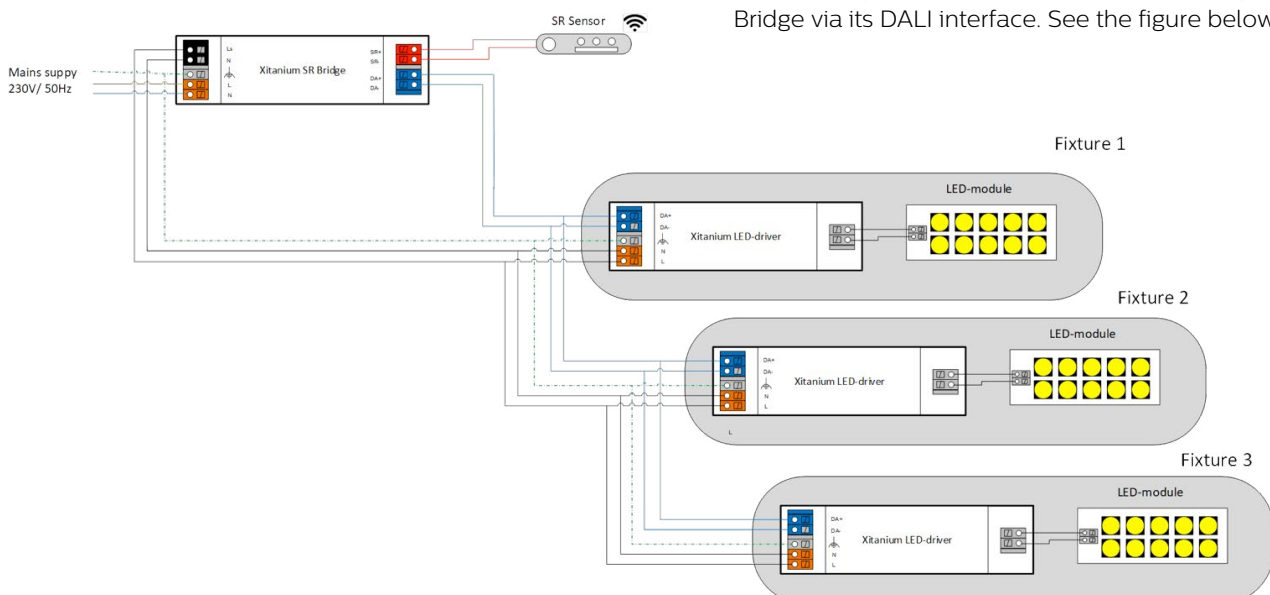 Bridge via its DALI interface. See the figure below
SR Sensor
Mains suppy
230V/ 50Hz
Ls
N
L
N
Xitanium SR Bridge
SR+
SR-
DA+
DA-
Fixture 1
LED-module
DA+
DA-
N
L
Xitanium LED-driver
Fixture 2
LED-module
DA+
DA-
N
L
Xitanium LED-driver
L
Fixture 3
LED-module
DA+
DA-
N
L
Xitanium LED-driver